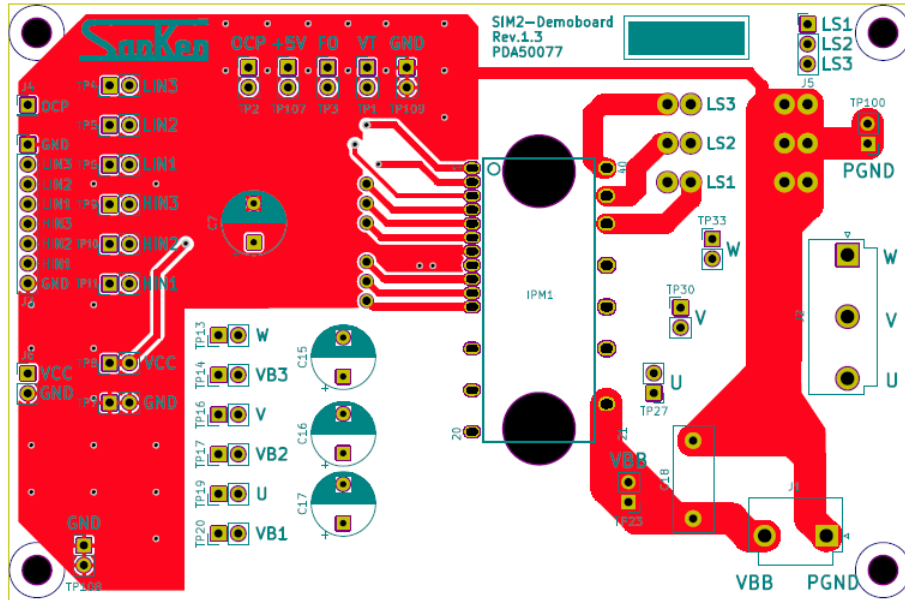 SanKen
SIM2-Demoboard
Rev.1.3
PDA50077
LS1
LS2
LS3
J5
OCP +5V FO VT GND
TP2 TP107 TP3 TP1 TP109
J4
OCP
TP4
LIN3
TP5
LIN2
LIN1
TP9
HIN3
TP10
HIN2
TP11
HIN1
GND
LIN3
LIN2
LIN1
HIN3
HIN2
HIN1
GND
J3
C7
LS3
LS2
LS1
TP100
PGND
1
40
IPM1
20
21
TP33
W
TP30
V
U
TP27
J2
W
V
U
VCC
GND
TP8
VCC
TP7
GND
TP13
W
TP14
VB3
TP16
V
TP17
VB2
TP19
U
TP20
VB1
C15
+
C16
+
C17
+
VBB
TP23
C18
J1
VBB
PGND
GND
TP108